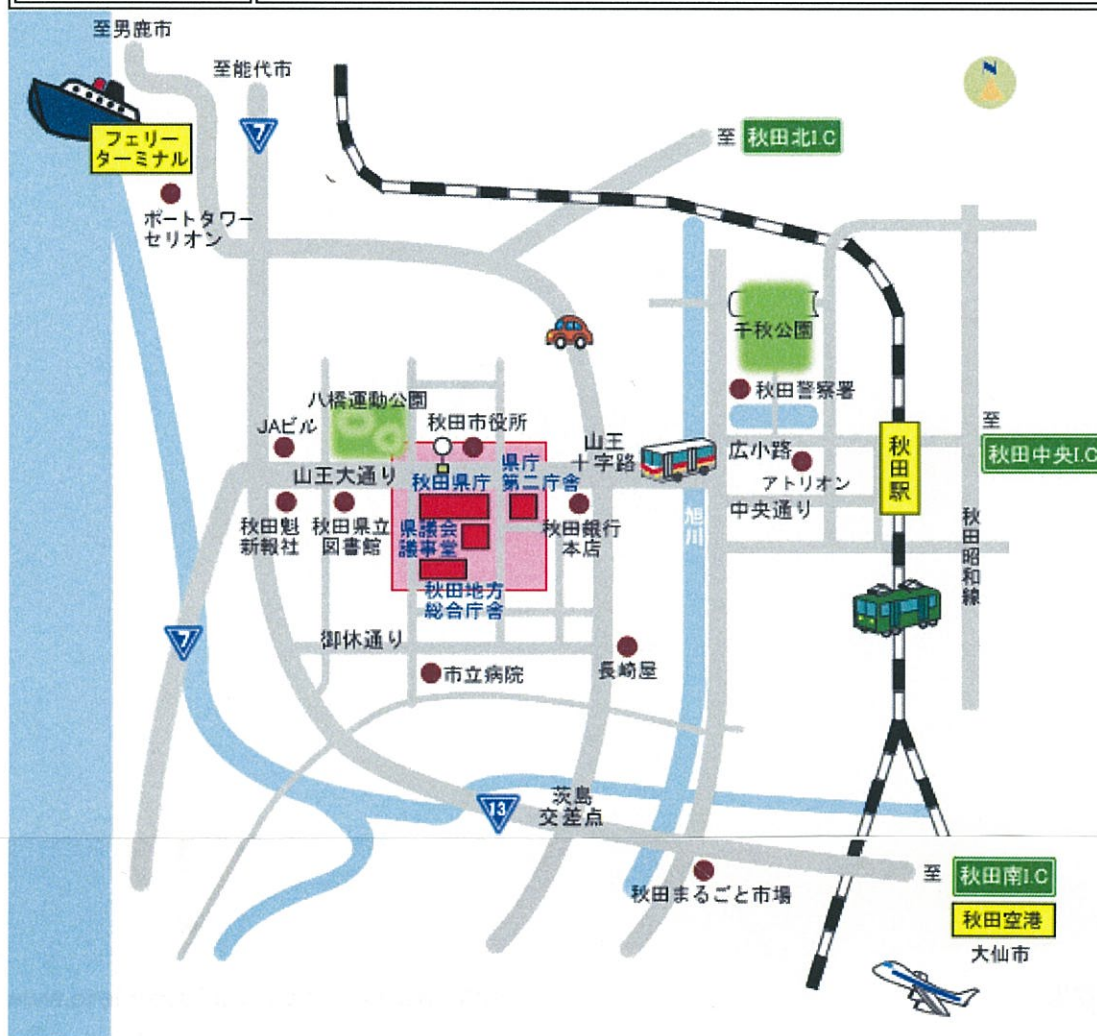 至男鹿市
至能代市
N
7
フェリー
ターミナル
至 秋田北I.C
ポートタワー
セリオン
千秋公園
秋田警察署
八橋運動公園
JAビル
秋田市役所
山王
十字路
広小路
至
秋田中央I.C
秋田駅
アトリオン
山王大通り
秋田県庁
県庁
第二庁舎
中央通り
秋田魁
新報社
秋田県立
図書館
県議会
議事堂
秋田銀行
本店
旭川
秋田昭和線
秋田地方
総合庁舎
7
御休通り
市立病院
長崎屋
13
茨島
交差点
秋田まるごと市場
至 秋田南I.C
秋田空港
大仙市